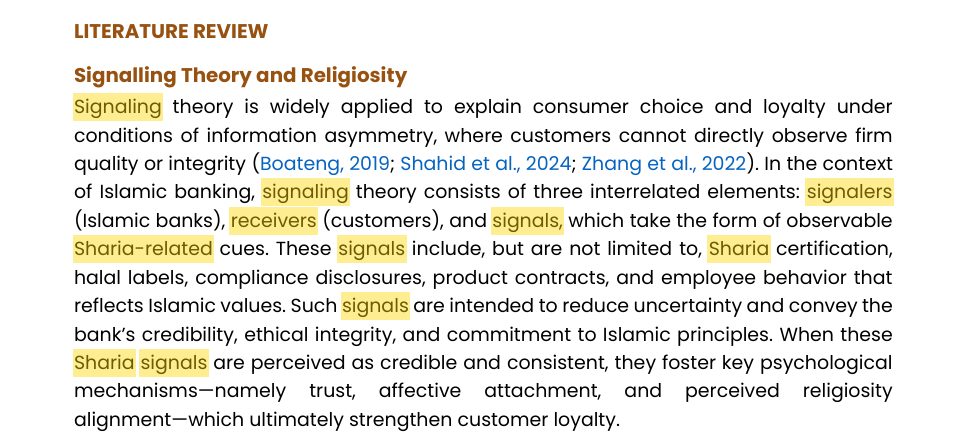 LITERATURE REVIEW
Signalling Theory and Religiosity
Signaling theory is widely applied to explain consumer choice and loyalty under
conditions of information asymmetry, where customers cannot directly observe firm
quality or integrity (Boateng, 2019; Shahid et al., 2024; Zhang et al., 2022). In the context
of Islamic banking, signaling theory consists of three interrelated elements: signalers
(Islamic banks), receivers (customers), and signals, which take the form of observable
Sharia-related cues. These signals include, but are not limited to, Sharia certification,
halal labels, compliance disclosures, product contracts, and employee behavior that
reflects Islamic values. Such signals are intended to reduce uncertainty and convey the
bank’s credibility, ethical integrity, and commitment to Islamic principles. When these
Sharia signals are perceived as credible and consistent, they foster key psychological
mechanisms—namely trust, affective attachment, and perceived religiosity
alignment—which ultimately strengthen customer loyalty.